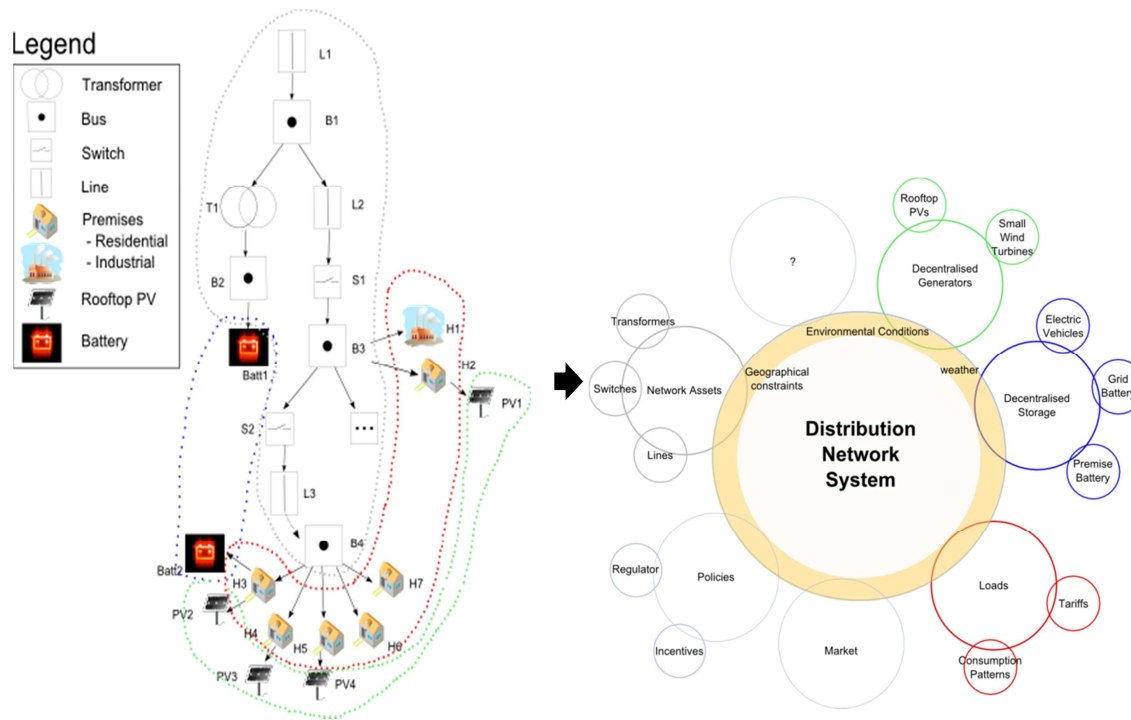 Legend
Transformer
Bus
Switch
Line
Premises
- Residential
- Industrial
Rooftop PV
Battery
L1
B1
T1
L2
B2
S1
Batt1
B3
H1
H2
PV1
S2
L3
B4
Batt2
H3
H7
PV2
H4
H5
H6
PV3
PV4
?
Rooftop
PVs
Small
Wind
Turbines
Decentralised
Generators
Environmental Conditions
Geographical
constraints
weather
Transformers
Switches
Network Assets
Lines
Electric
Vehicles
Grid
Battery
Decentralised
Storage
Premise
Battery
Distribution
Network
System
Regulator
Policies
Incentives
Market
Loads
Tariffs
Consumption
Patterns